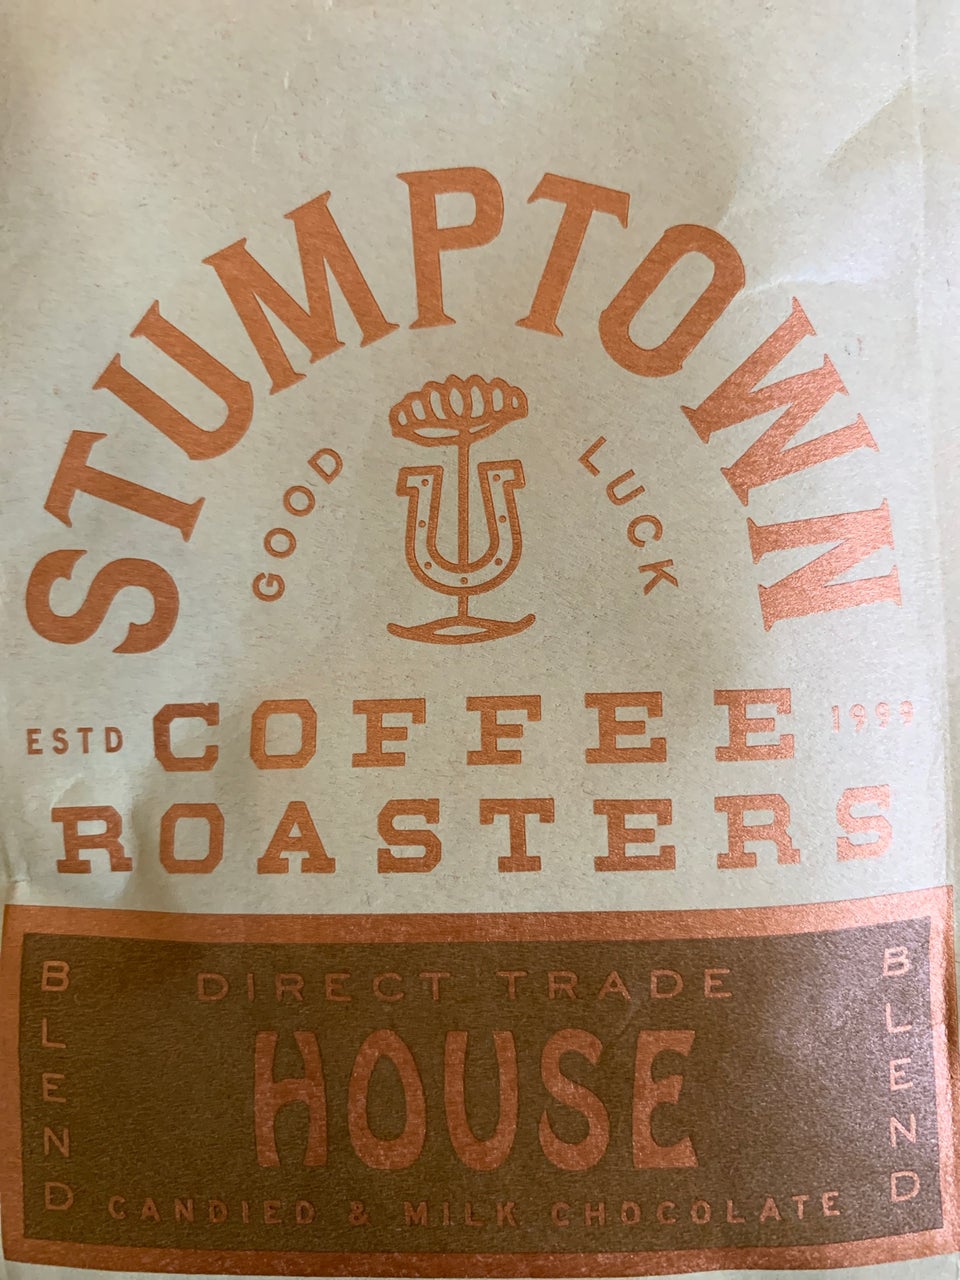 STUMPTOWN
GOOD LUCK
ESTD COFFEE 1999
ROASTERS
BLEND
DIRECT TRADE
HOUSE
CANDIED & MILK CHOCOLATE
BLEND